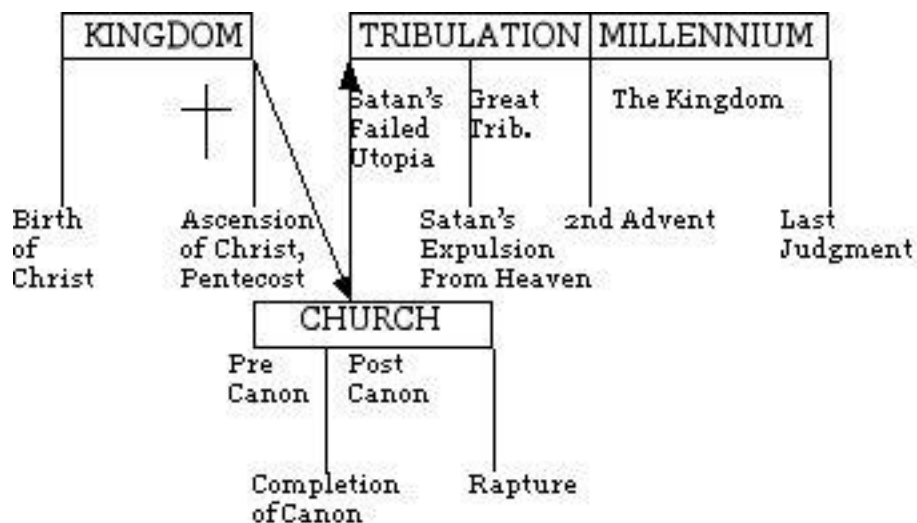 KINGDOM
TRIBULATION
MILLENNIUM
Satan's
Failed
Utopia
Great
Trib.
The Kingdom
Birth
of
Christ
Ascension
of Christ,
Pentecost
Satan's
Expulsion
From Heaven
2nd Advent
Last
Judgment
CHURCH
Pre
Canon
Post
Canon
Completion
of Canon
Rapture